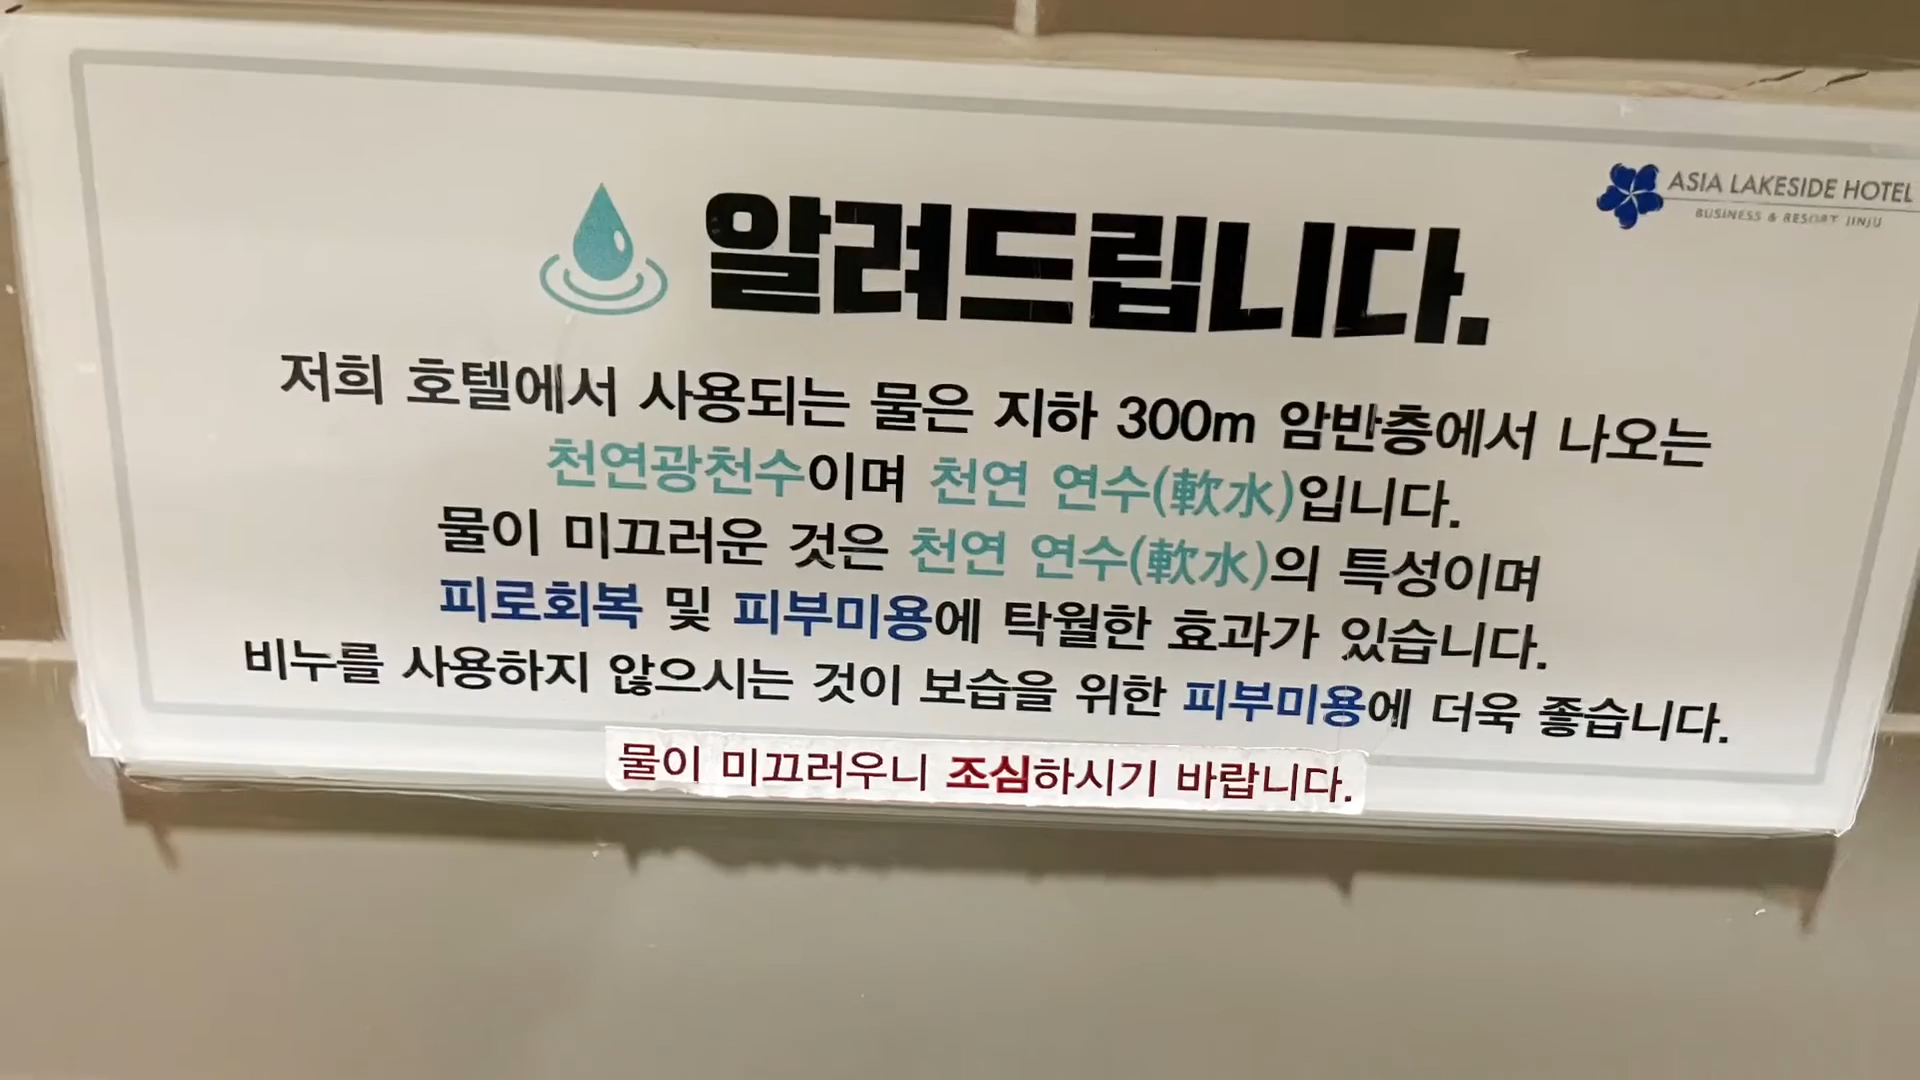 ASIA LAKESIDE HOTEL
BUSINESS & RESORT JINJU
알려드립니다.
저희 호텔에서 사용되는 물은 지하 300m 암반층에서 나오는
천연광천수이며 천연 연수(軟水)입니다.
물이 미끄러운 것은 천연 연수(軟水)의 특성이며
피로회복 및 피부미용에 탁월한 효과가 있습니다.
비누를 사용하지 않으시는 것이 보습을 위한 피부미용에 더욱 좋습니다.
물이 미끄러우니 조심하시기 바랍니다.